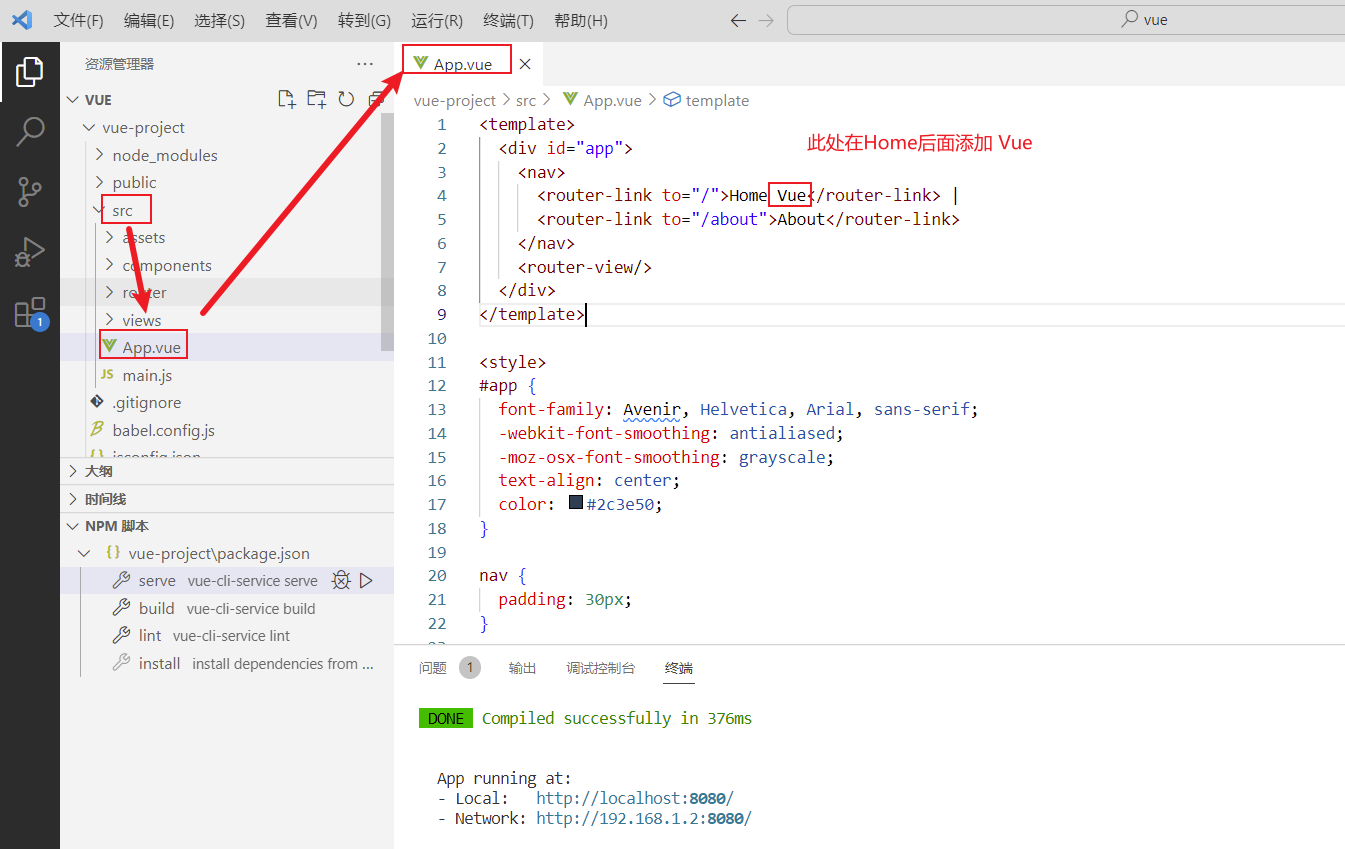 文件(F) 编辑(E) 选择(S) 查看(V) 转到(G) 运行(R) 终端(T) 帮助(H) vue
资源管理器 ···
VUE
vue-project
node_modules
public
src
assets
components
router
views
App.vue
JS main.js
.gitignore
babel.config.js
jsconfig.json
大纲
时间线
NPM 脚本
{} vue-project\package.json
serve vue-cli-service serve
build vue-cli-service build
lint vue-cli-service lint
install install dependencies from ...
1
App.vue
vue-project > src > App.vue > template
此处在Home后面添加 Vue
1 <template>
2 <div id="app">
3 <nav>
4 <router-link to="/">Home Vue</router-link> |
5 <router-link to="/about">About</router-link>
6 </nav>
7 <router-view/>
8 </div>
9 </template>
10
11 <style>
12 #app {
13 font-family: Avenir, Helvetica, Arial, sans-serif;
14 -webkit-font-smoothing: antialiased;
15 -moz-osx-font-smoothing: grayscale;
16 text-align: center;
17 color: #2c3e50;
18 }
19
20 nav {
21 padding: 30px;
22 }
23
问题 1 输出 调试控制台 终端
DONE Compiled successfully in 376ms
App running at:
- Local: http://localhost:8080/
- Network: http://192.168.1.2:8080/